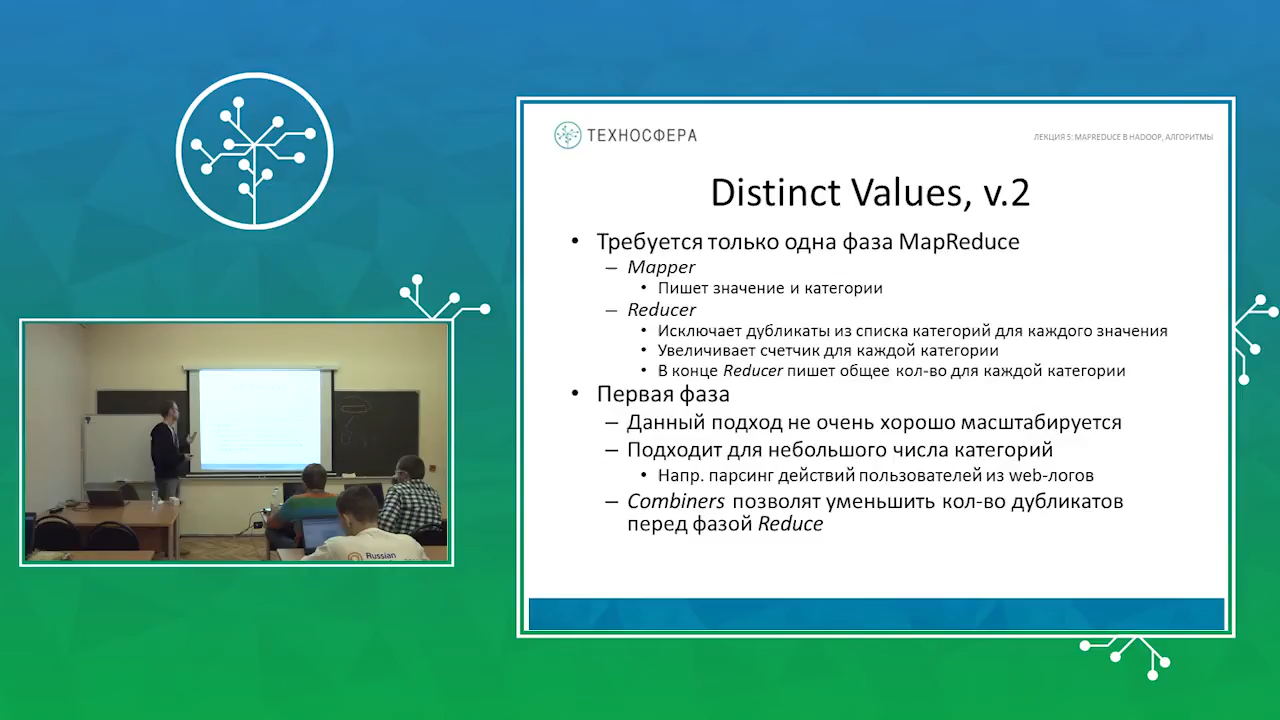 ТЕХНОСФЕРА
ЛЕКЦИЯ 5: MAPREDUCE В HADOOP, АЛГОРИТМЫ
Distinct Values, v.2
• Требуется только одна фаза MapReduce
– Mapper
• Пишет значение и категории
– Reducer
• Исключает дубликаты из списка категорий для каждого значения
• Увеличивает счетчик для каждой категории
• В конце Reducer пишет общее кол-во для каждой категории
• Первая фаза
– Данный подход не очень хорошо масштабируется
– Подходит для небольшого числа категорий
• Напр. парсинг действий пользователей из web-логов
– Combiners позволят уменьшить кол-во дубликатов
перед фазой Reduce
Russian